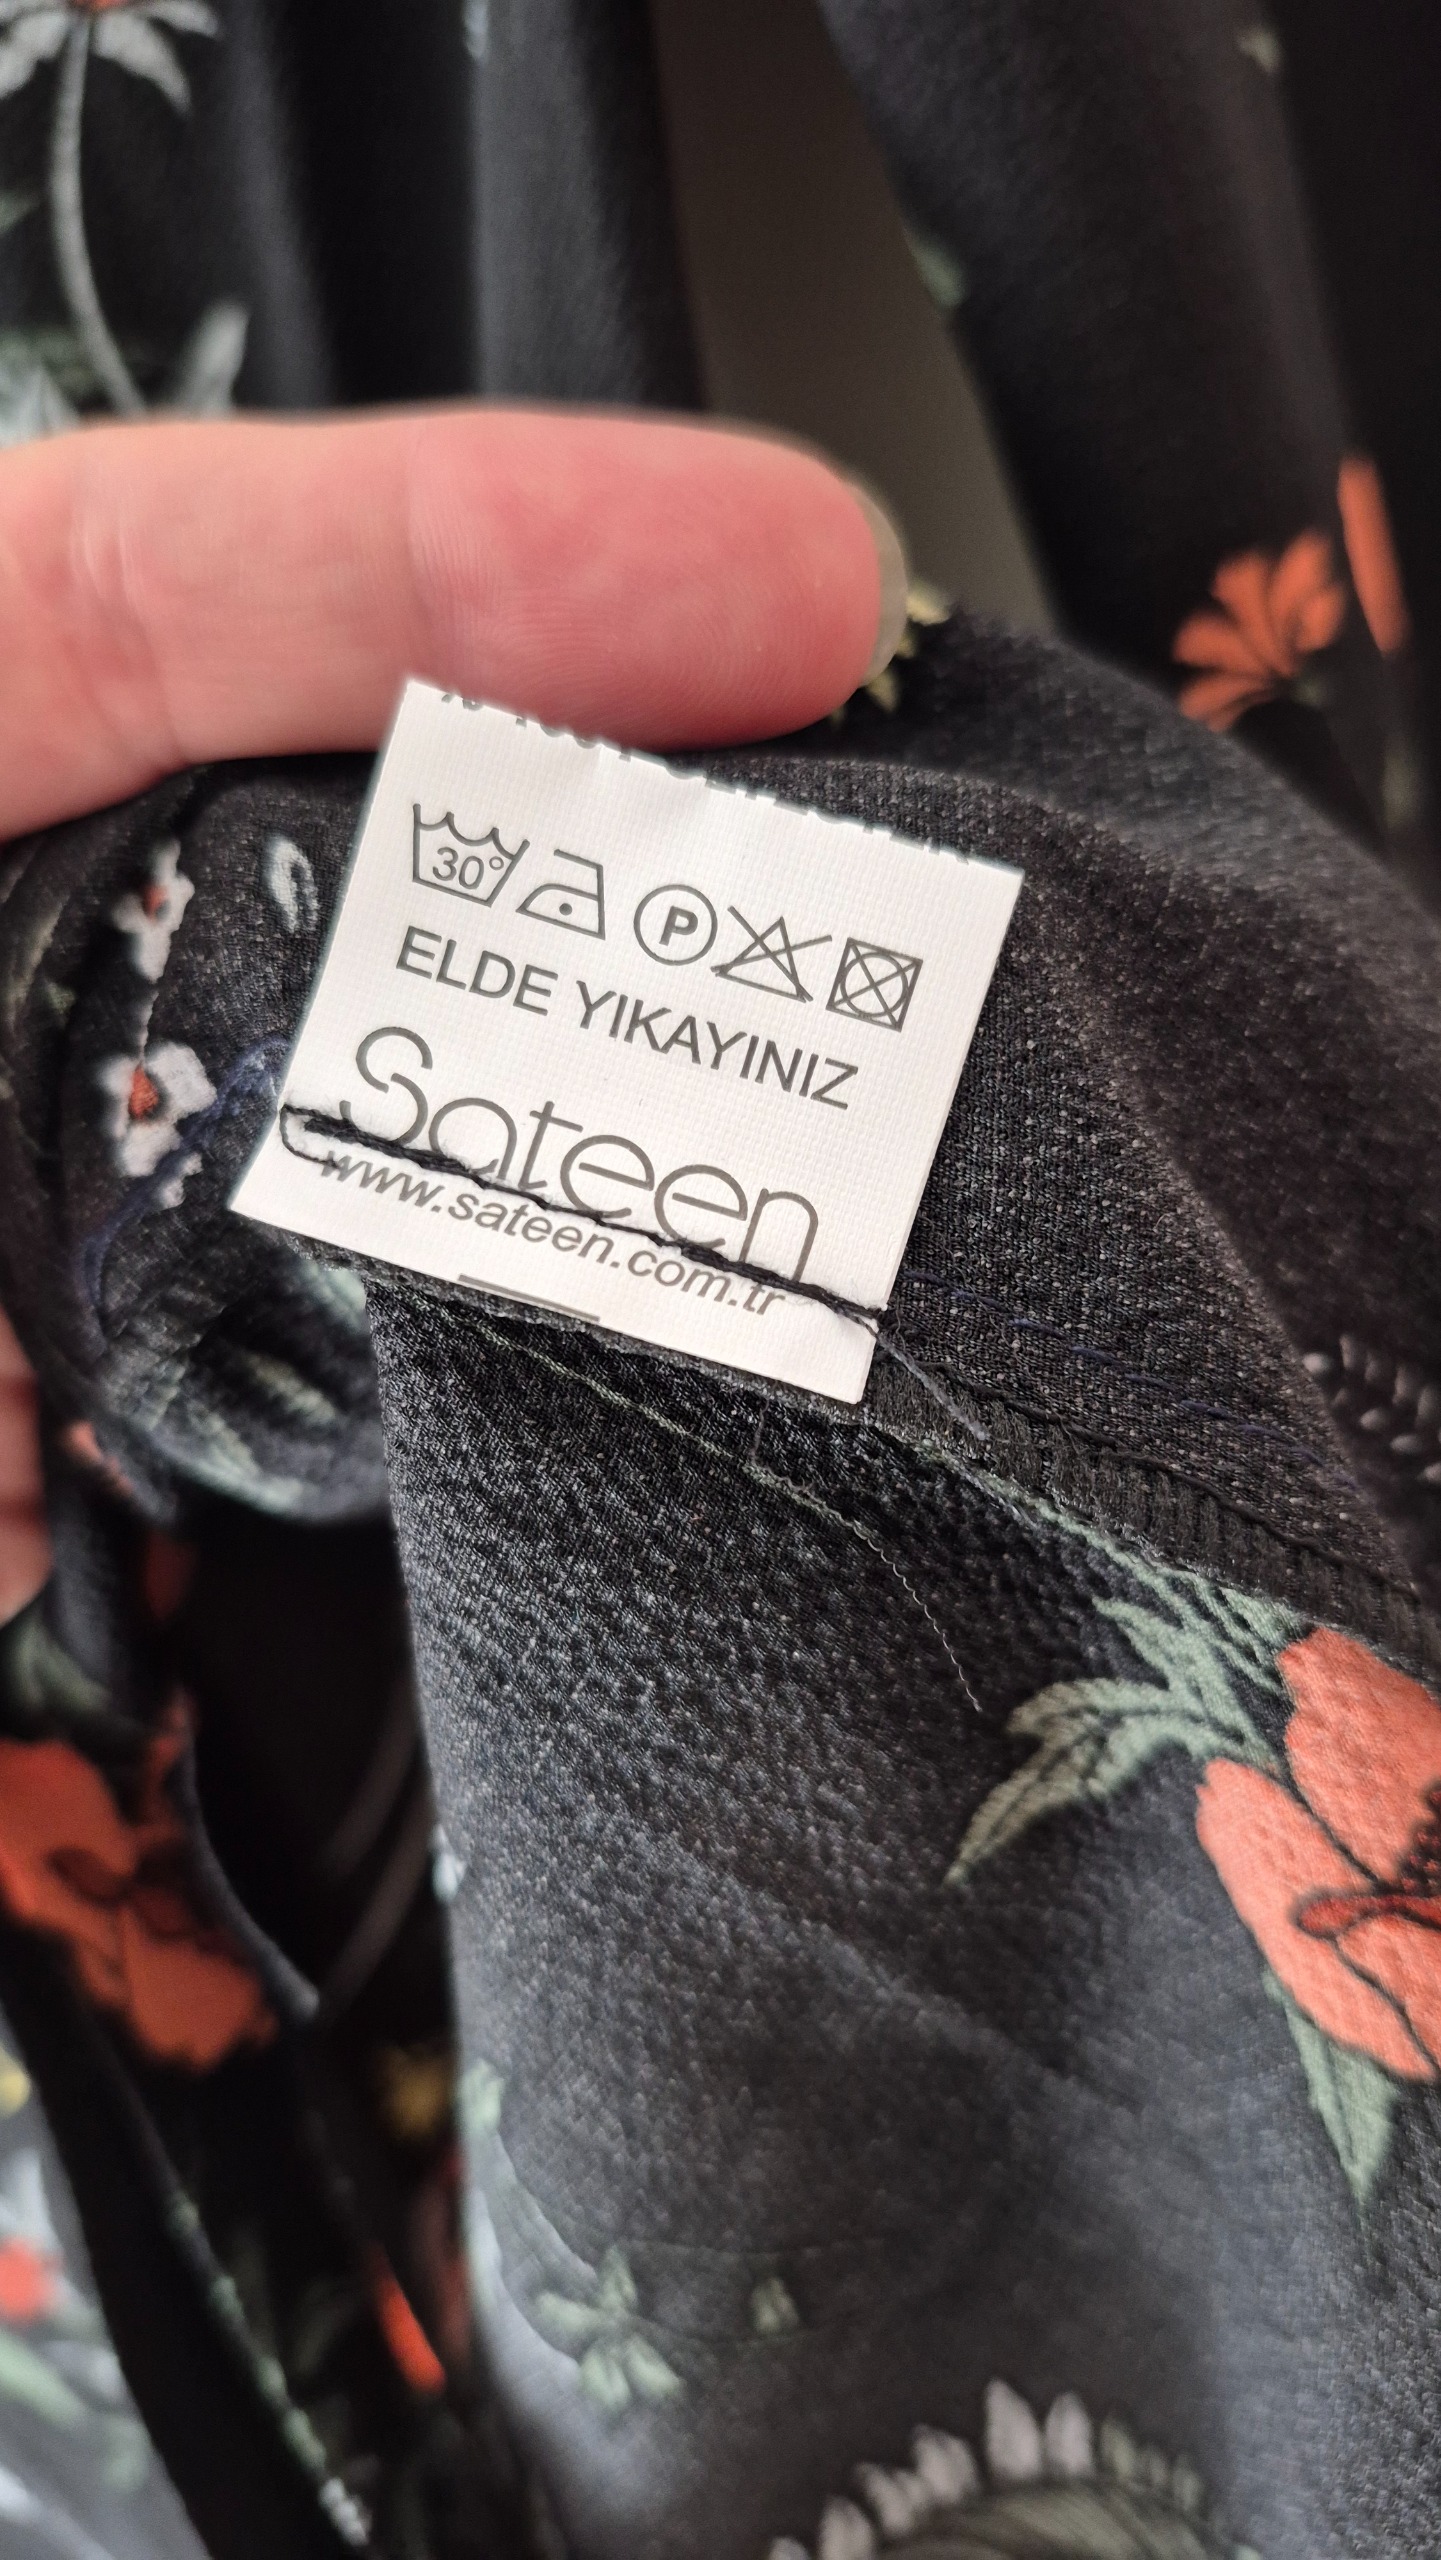 30°
P
ELDE YIKAYINIZ
Sateen
www.sateen.com.tr